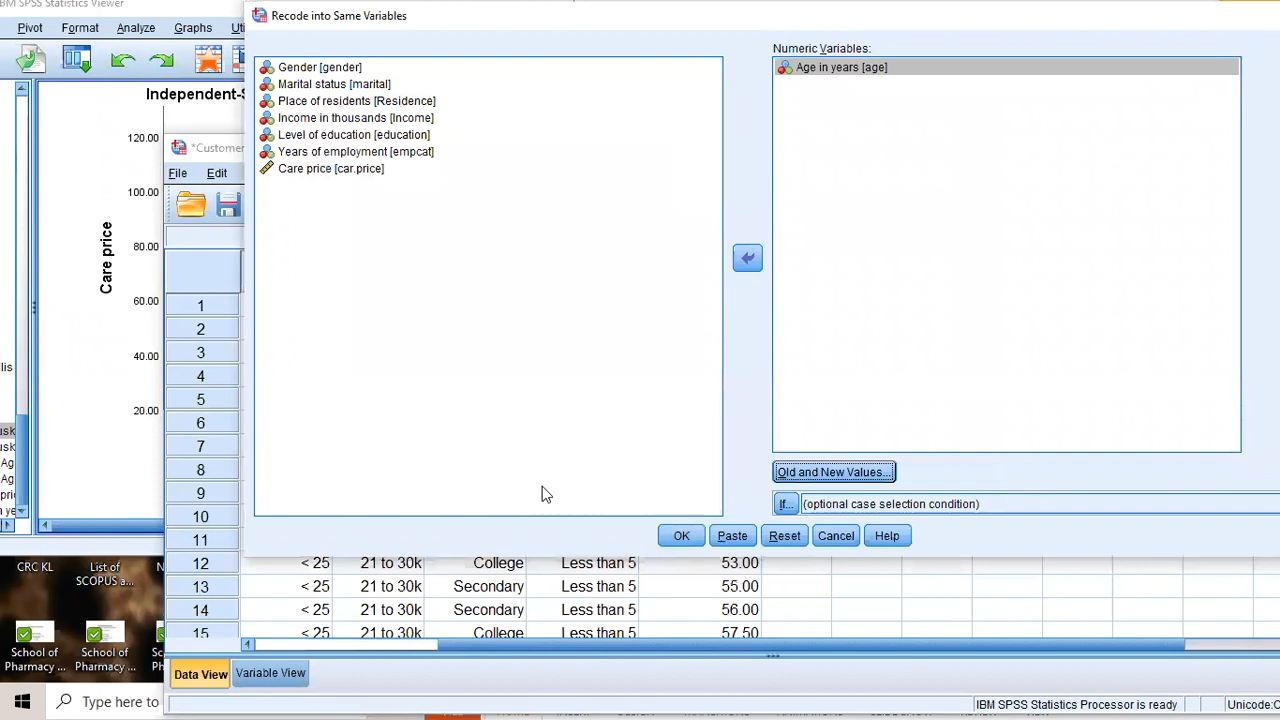 IBM SPSS Statistics Viewer
Recode into Same Variables
Pivot Format Analyze Graphs
Numeric Variables:
Gender [gender]
Marital status [marital]
Place of residents [Residence]
Income in thousands [Income]
Level of education [education]
Years of employment [empcat]
Care price [car.price]
Age in years [age]
Independent-S
Care price
120.00
100.00
80.00
60.00
40.00
20.00
*Custome
File Edit
1
2
3
4
5
6
7
8
9
10
11
12 < 25 21 to 30k College Less than 5 53.00
13 < 25 21 to 30k Secondary Less than 5 55.00
14 < 25 21 to 30k Secondary Less than 5 56.00
15 < 25 21 to 30k College Less than 5 57.50
Old and New Values...
If... (optional case selection condition)
OK Paste Reset Cancel Help
CRC KL
List of
SCOPUS a...
School of
Pharmacy ...
School of
Pharmacy ...
Data View Variable View
Type here to
IBM SPSS Statistics Processor is ready